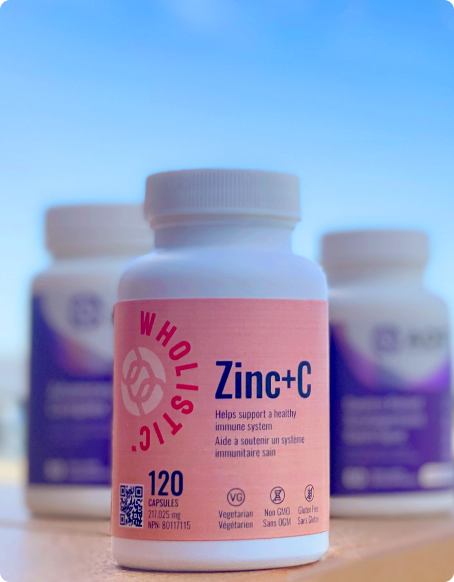 WHOLISTIC
Zinc+C
Helps support a healthy
immune system
Aide à soutenir un système
immunitaire sain
120
CAPSULES
217.025 mg
NPN: 80117115
VG
Vegetarian
Végétarien
Non GMO
Sans OGM
Gluten Free
Sans Gluten